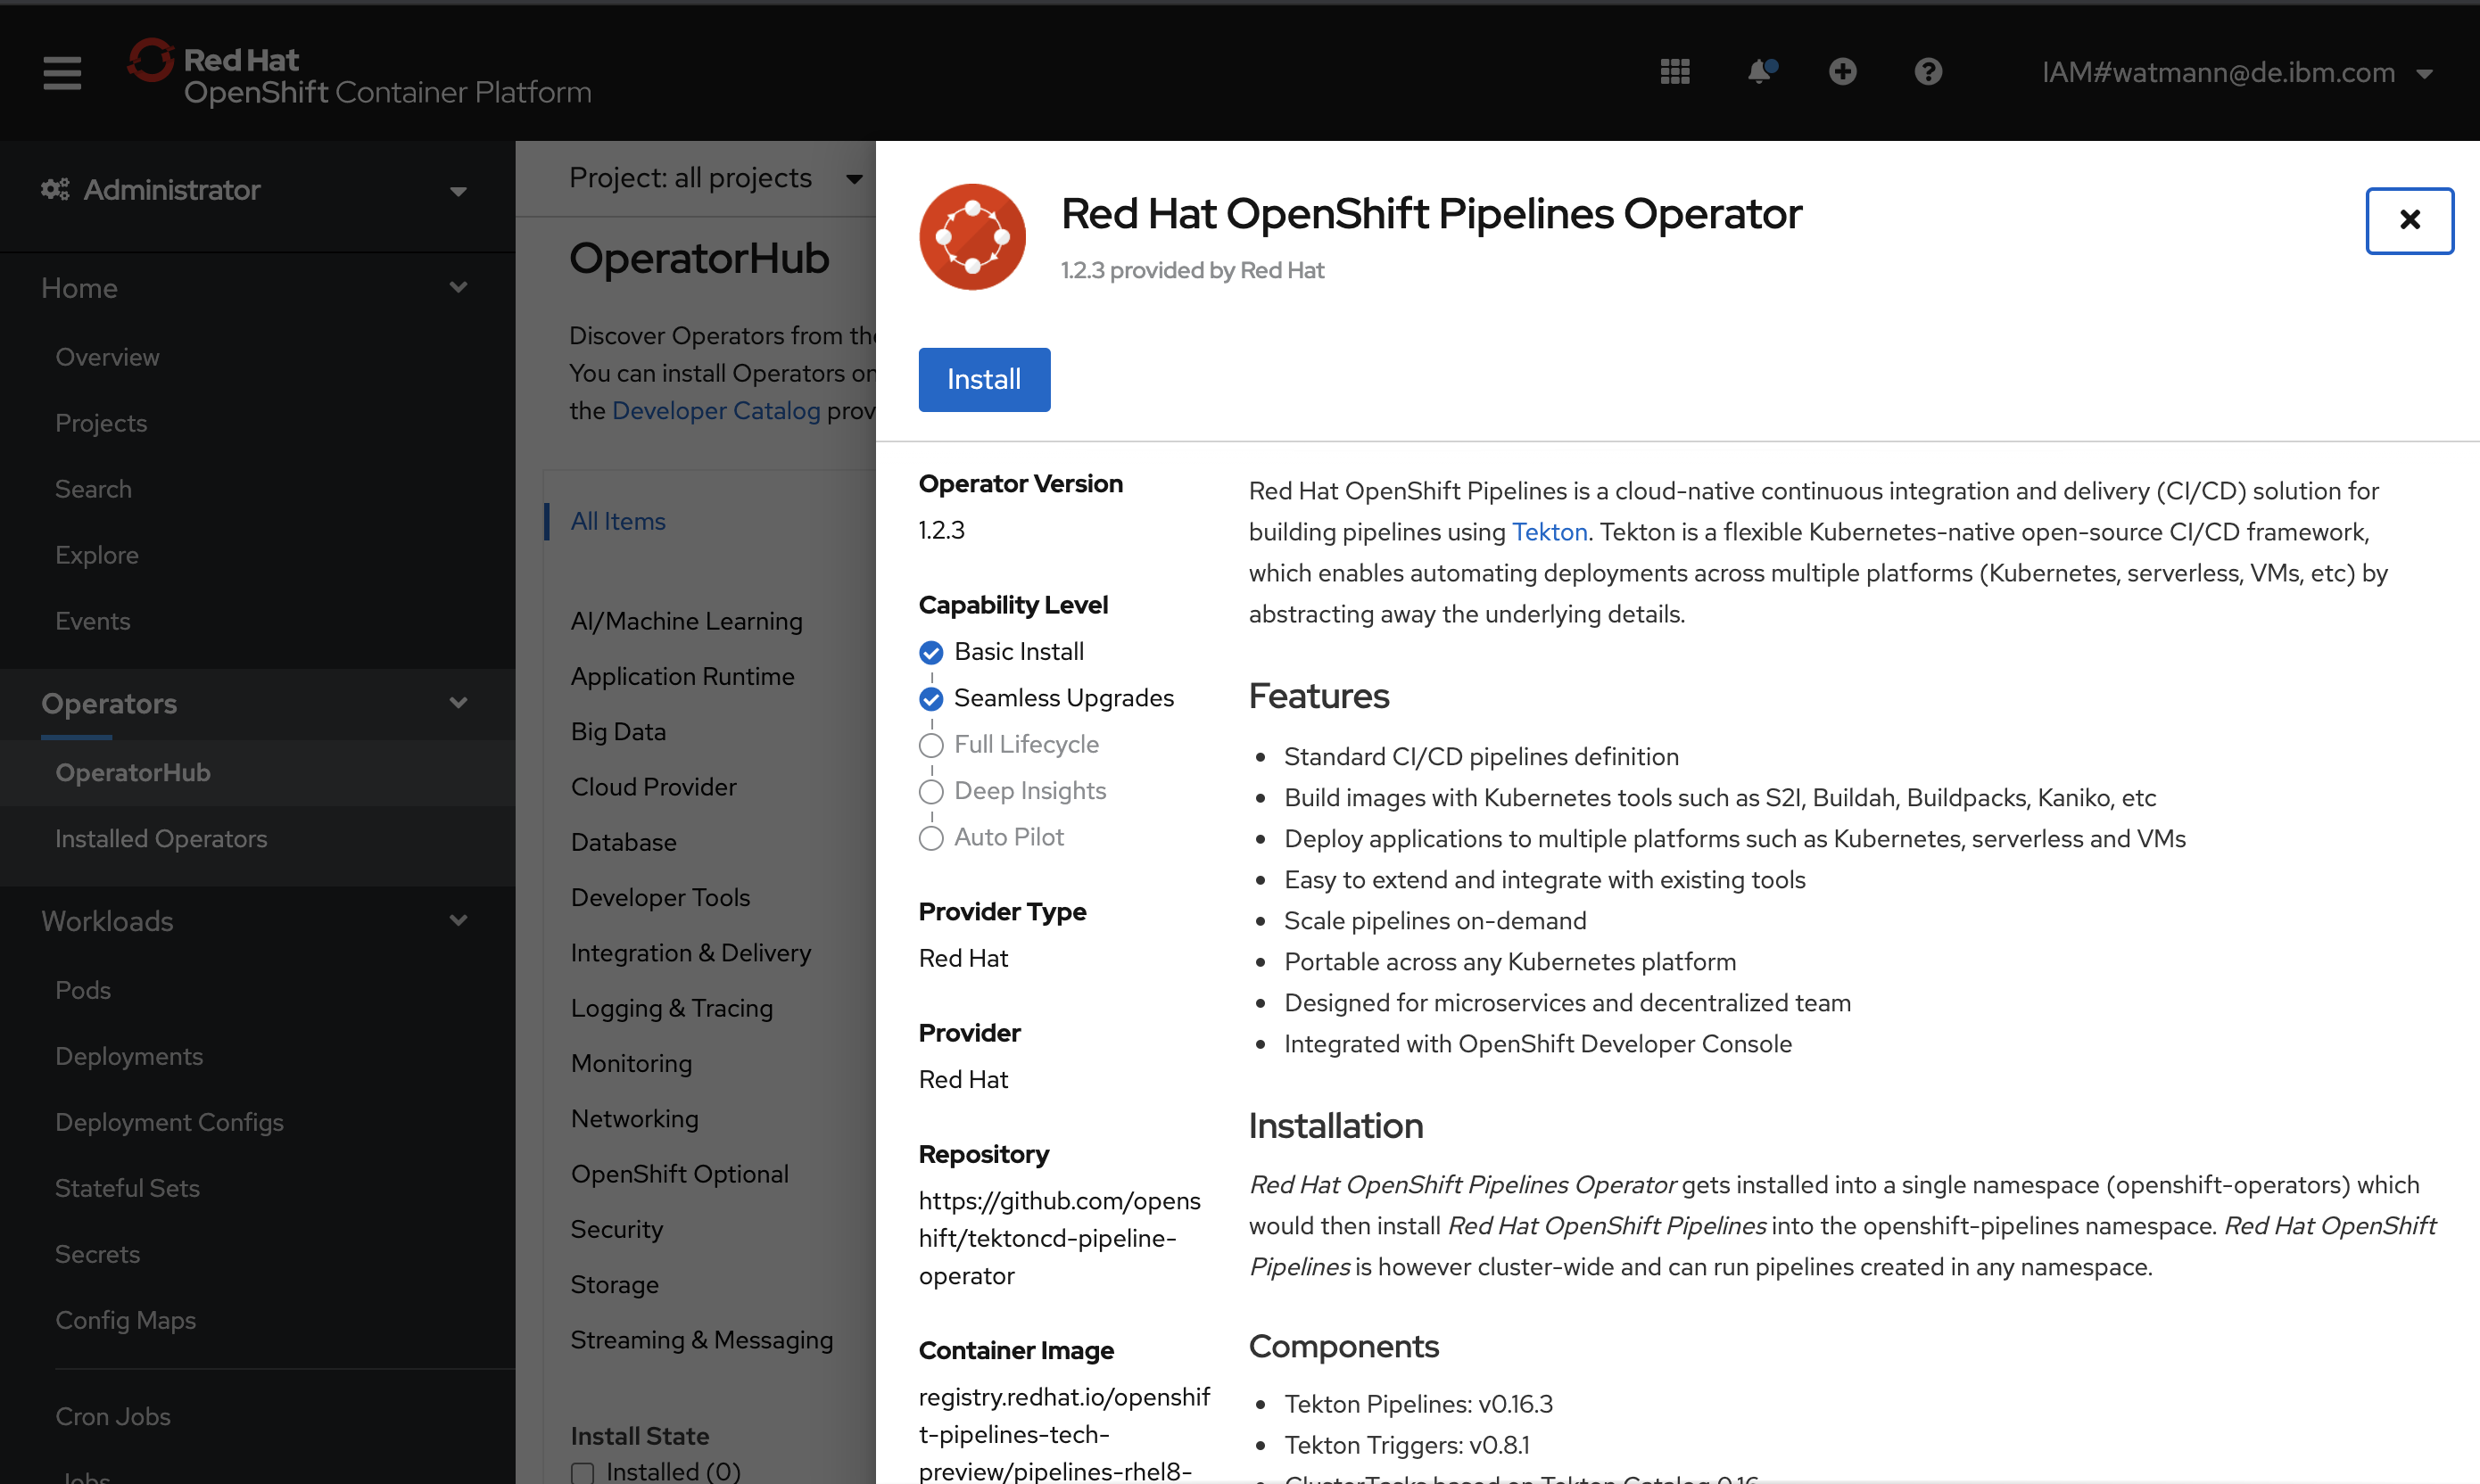 Red Hat
OpenShift Container Platform
IAM#watmann@de.ibm.com
Administrator
Home
Overview
Projects
Search
Explore
Events
Operators
OperatorHub
Installed Operators
Workloads
Pods
Deployments
Deployment Configs
Stateful Sets
Secrets
Config Maps
Cron Jobs
Jobs
Project: all projects
OperatorHub
Discover Operators from the
You can install Operators on
the Developer Catalog prov
All Items
AI/Machine Learning
Application Runtime
Big Data
Cloud Provider
Database
Developer Tools
Integration & Delivery
Logging & Tracing
Monitoring
Networking
OpenShift Optional
Security
Storage
Streaming & Messaging
Install State
Installed (0)
Red Hat OpenShift Pipelines Operator
1.2.3 provided by Red Hat
Install
Operator Version
1.2.3
Capability Level
Basic Install
Seamless Upgrades
Full Lifecycle
Deep Insights
Auto Pilot
Provider Type
Red Hat
Provider
Red Hat
Repository
https://github.com/opens
hift/tektoncd-pipeline-
operator
Container Image
registry.redhat.io/openshif
t-pipelines-tech-
preview/pipelines-rhel8-
Red Hat OpenShift Pipelines is a cloud-native continuous integration and delivery (CI/CD) solution for
building pipelines using Tekton. Tekton is a flexible Kubernetes-native open-source CI/CD framework,
which enables automating deployments across multiple platforms (Kubernetes, serverless, VMs, etc) by
abstracting away the underlying details.
Features
• Standard CI/CD pipelines definition
• Build images with Kubernetes tools such as S2I, Buildah, Buildpacks, Kaniko, etc
• Deploy applications to multiple platforms such as Kubernetes, serverless and VMs
• Easy to extend and integrate with existing tools
• Scale pipelines on-demand
• Portable across any Kubernetes platform
• Designed for microservices and decentralized team
• Integrated with OpenShift Developer Console
Installation
Red Hat OpenShift Pipelines Operator gets installed into a single namespace (openshift-operators) which
would then install Red Hat OpenShift Pipelines into the openshift-pipelines namespace. Red Hat OpenShift
Pipelines is however cluster-wide and can run pipelines created in any namespace.
Components
• Tekton Pipelines: v0.16.3
• Tekton Triggers: v0.8.1
• ClusterTasks based on Tekton Catalog 0.16